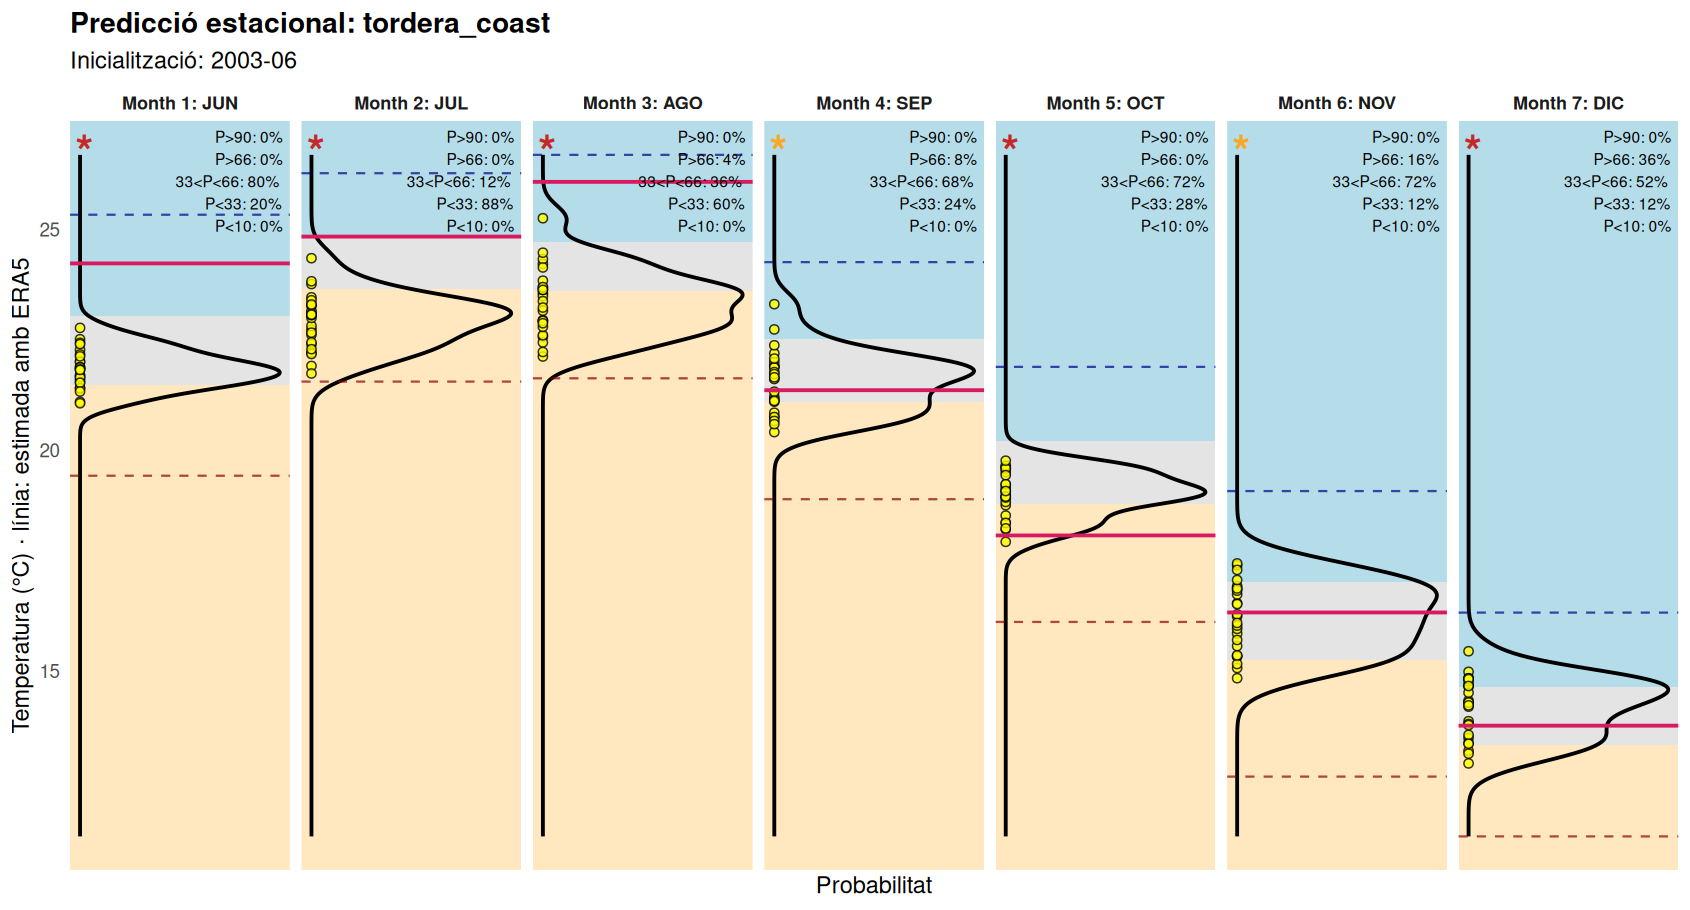 Predicció estacional: tordera_coast
Inicialització: 2003-06
Month 1: JUN
P>90: 0%
P>66: 0%
33<P<66: 80%
P<33: 20%
P<10: 0%
Month 2: JUL
P>90: 0%
P>66: 0%
33<P<66: 12%
P<33: 88%
P<10: 0%
Month 3: AGO
P>90: 0%
P>66: 4%
33<P<66: 36%
P<33: 60%
P<10: 0%
Month 4: SEP
P>90: 0%
P>66: 8%
33<P<66: 68%
P<33: 24%
P<10: 0%
Month 5: OCT
P>90: 0%
P>66: 0%
33<P<66: 72%
P<33: 28%
P<10: 0%
Month 6: NOV
P>90: 0%
P>66: 16%
33<P<66: 72%
P<33: 12%
P<10: 0%
Month 7: DIC
P>90: 0%
P>66: 36%
33<P<66: 52%
P<33: 12%
P<10: 0%
25
20
15
Temperatura (°C) · línia: estimada amb ERA5
Probabilitat